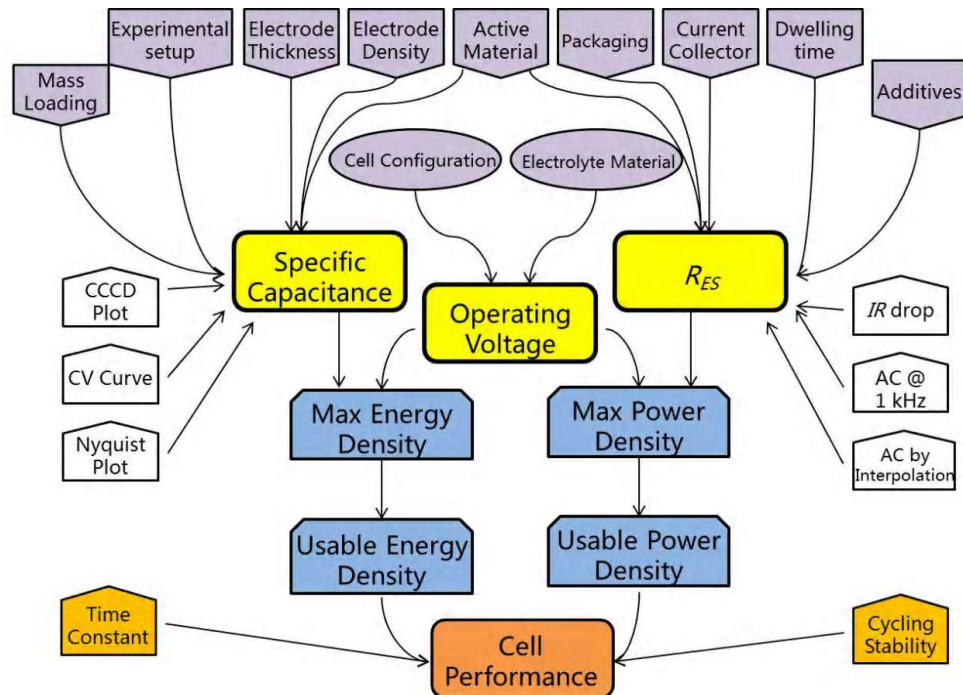 Experimental
setup
Electrode
Thickness
Electrode
Density
Active
Material
Packaging
Current
Collector
Dwelling
time
Mass
Loading
Additives
Cell Configuration
Electrolyte Material
Specific
Capacitance
R_ES
CCCD
Plot
Operating
Voltage
IR drop
CV Curve
AC @
1 kHz
Max Energy
Density
Max Power
Density
Nyquist
Plot
AC by
Interpolation
Usable Energy
Density
Usable Power
Density
Time
Constant
Cycling
Stability
Cell
Performance